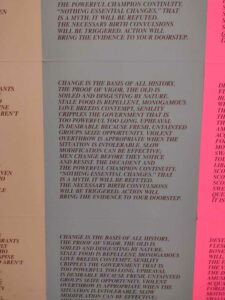 THE POWERFUL CHAMPION CONTINUITY.
"NOTHING ESSENTIAL CHANGES." THAT
IS A MYTH. IT WILL BE REFUTED.
THE NECESSARY BIRTH CONVULSIONS
WILL BE TRIGGERED. ACTION WILL
BRING THE EVIDENCE TO YOUR DOORSTEP.
CHANGE IS THE BASIS OF ALL HISTORY,
THE PROOF OF VIGOR. THE OLD IS
SOILED AND DISGUSTING BY NATURE.
STALE FOOD IS REPELLENT, MONOGAMOUS
LOVE BREEDS CONTEMPT, SENILITY
CRIPPLES THE GOVERNMENT THAT IS
TOO POWERFUL TOO LONG. UPHEAVAL
IS DESIRABLE BECAUSE FRESH, UNTAINTED
GROUPS SEIZE OPPORTUNITY. VIOLENT
OVERTHROW IS APPROPRIATE WHEN THE
SITUATION IS INTOLERABLE. SLOW
MODIFICATION CAN BE EFFECTIVE;
MEN CHANGE BEFORE THEY NOTICE
AND RESIST. THE DECADENT AND
THE POWERFUL CHAMPION CONTINUITY.
"NOTHING ESSENTIAL CHANGES." THAT
IS A MYTH. IT WILL BE REFUTED.
THE NECESSARY BIRTH CONVULSIONS
WILL BE TRIGGERED. ACTION WILL
BRING THE EVIDENCE TO YOUR DOORSTEP.
CHANGE IS THE BASIS OF ALL HISTORY,
THE PROOF OF VIGOR. THE OLD IS
SOILED AND DISGUSTING BY NATURE.
STALE FOOD IS REPELLENT, MONOGAMOUS
LOVE BREEDS CONTEMPT, SENILITY
CRIPPLES THE GOVERNMENT THAT IS
TOO POWERFUL TOO LONG. UPHEAVAL
IS DESIRABLE BECAUSE FRESH, UNTAINTED
GROUPS SEIZE OPPORTUNITY. VIOLENT
OVERTHROW IS APPROPRIATE WHEN THE
SITUATION IS INTOLERABLE. SLOW
MODIFICATION CAN BE EFFECTIVE;